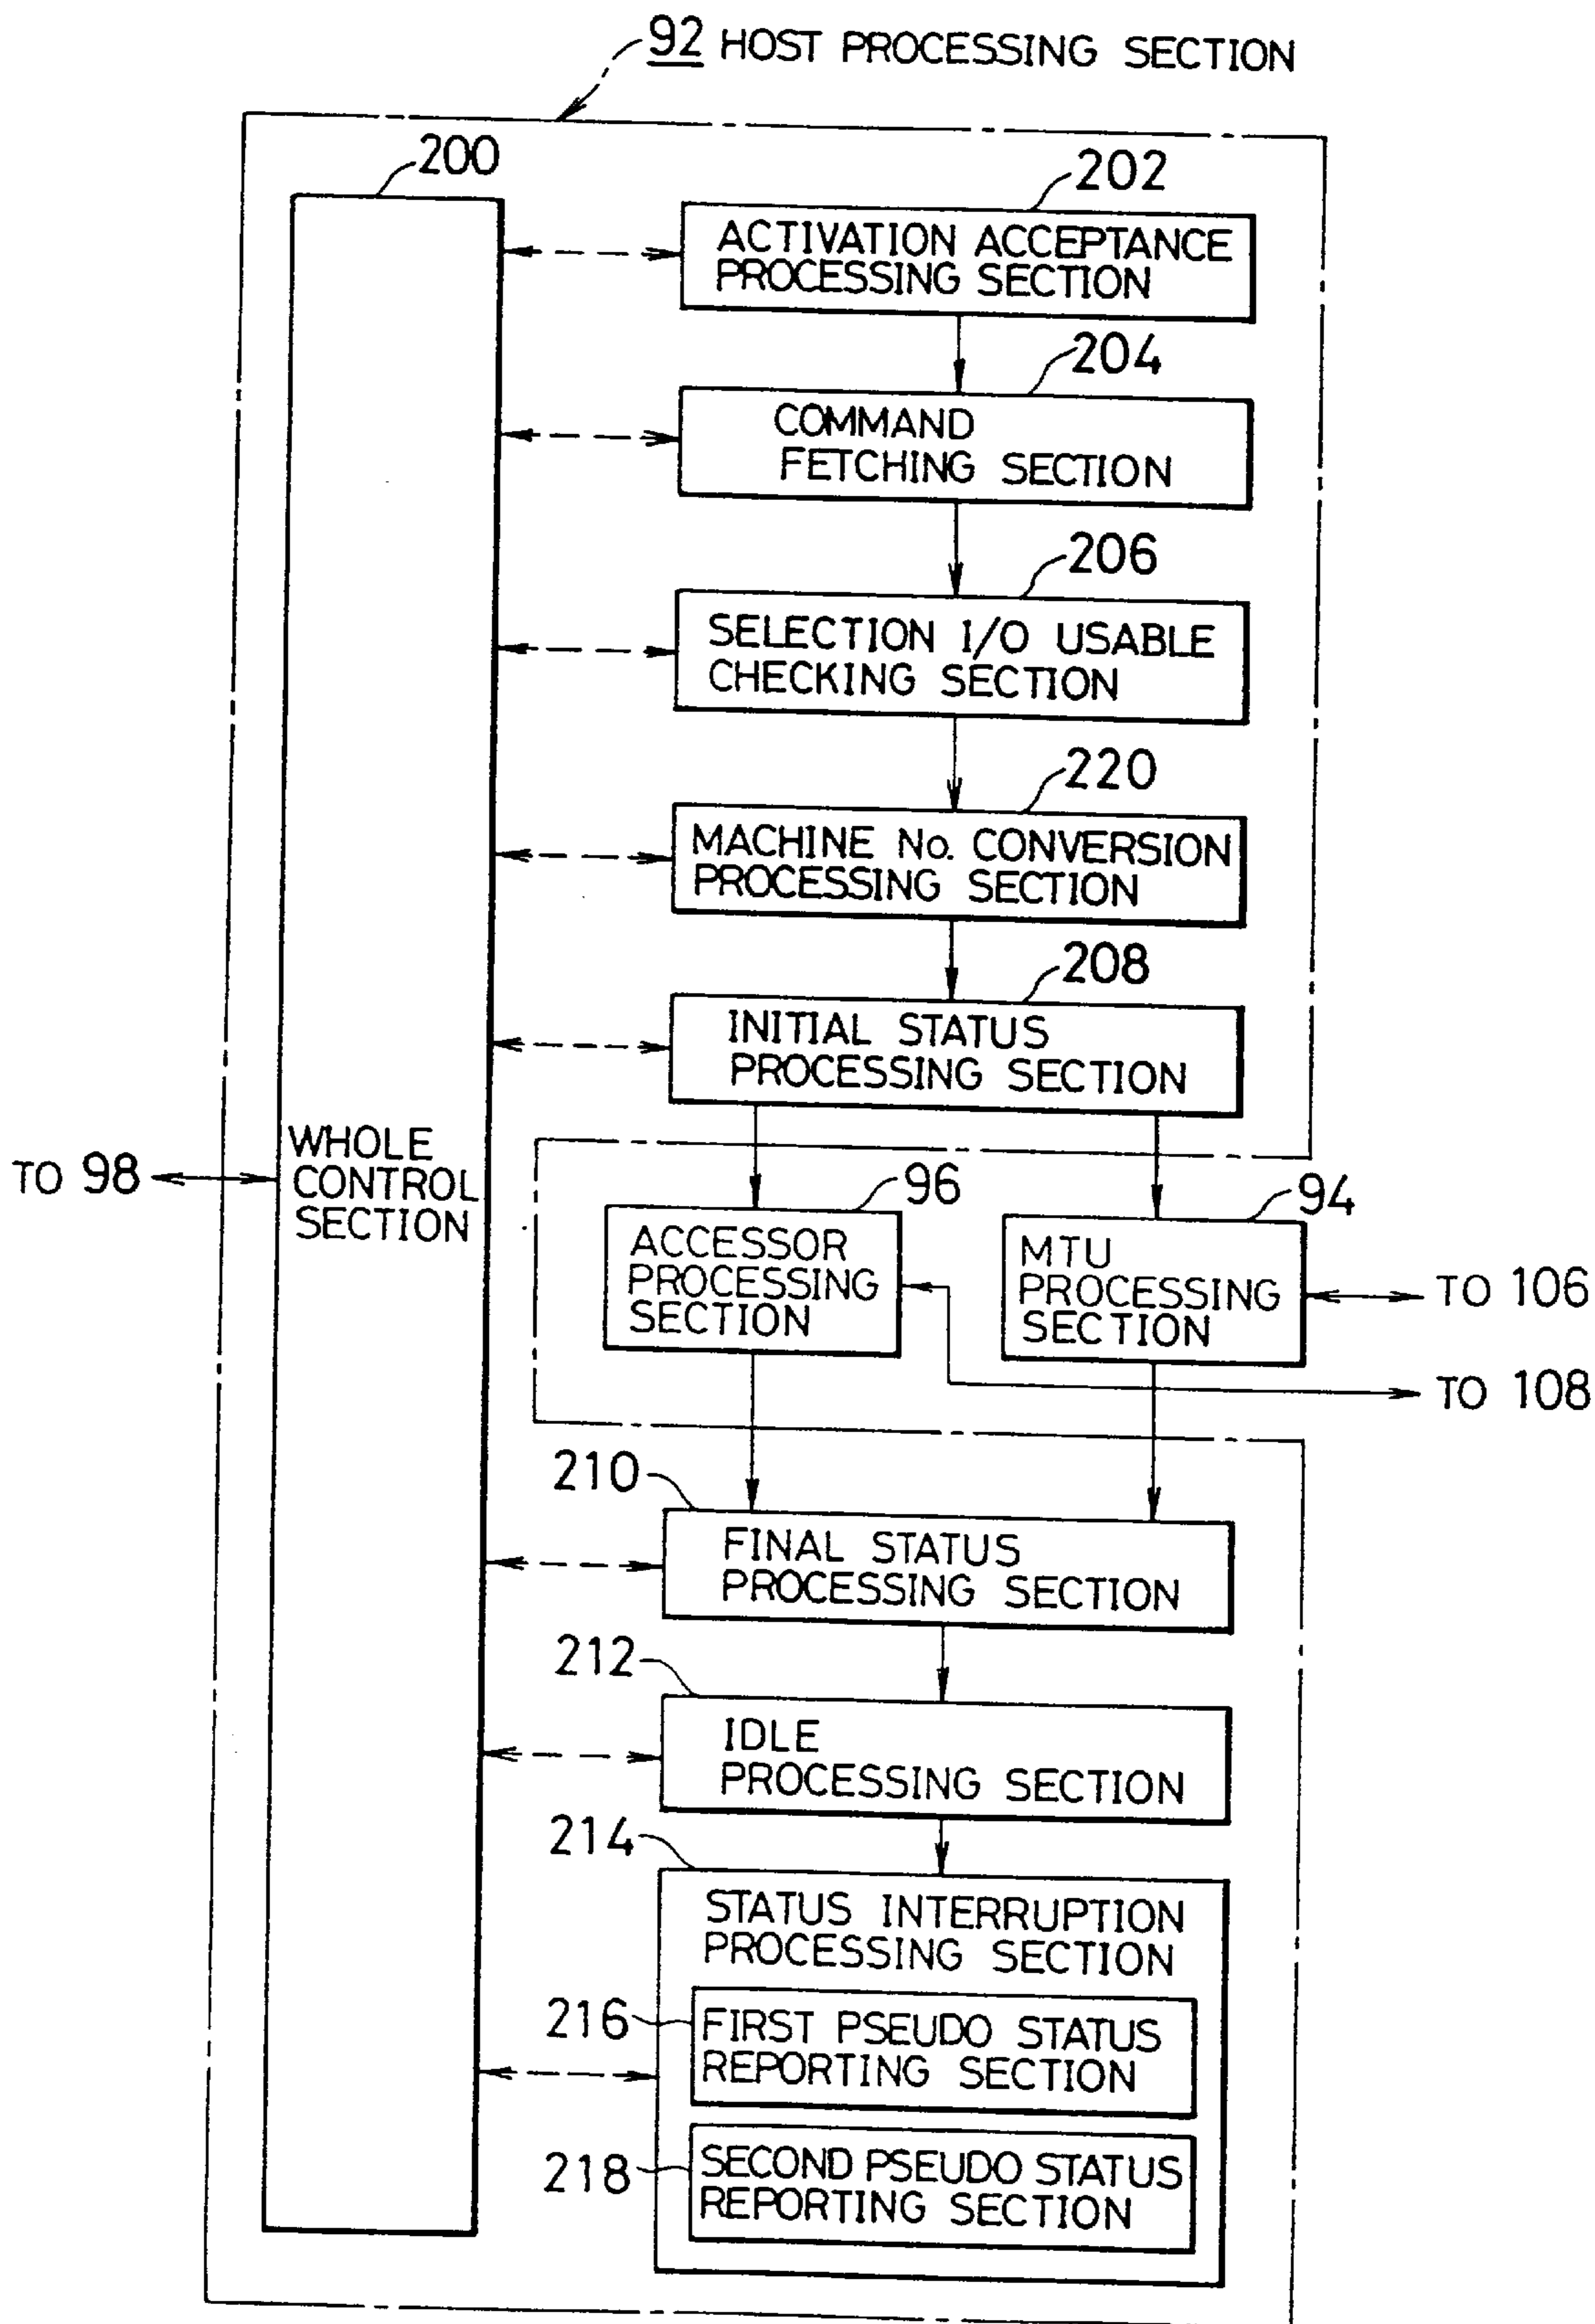 92 HOST PROCESSING SECTION
200
202
ACTIVATION ACCEPTANCE
PROCESSING SECTION
204
COMMAND
FETCHING SECTION
206
SELECTION I/O USABLE
CHECKING SECTION
220
MACHINE No. CONVERSION
PROCESSING SECTION
208
INITIAL STATUS
PROCESSING SECTION
WHOLE
CONTROL
SECTION
TO 98
96
ACCESSOR
PROCESSING
SECTION
94
MTU
PROCESSING
SECTION
TO 106
TO 108
210
FINAL STATUS
PROCESSING SECTION
212
IDLE
PROCESSING SECTION
214
STATUS INTERRUPTION
PROCESSING SECTION
216
FIRST PSEUDO STATUS
REPORTING SECTION
218
SECOND PSEUDO STATUS
REPORTING SECTION